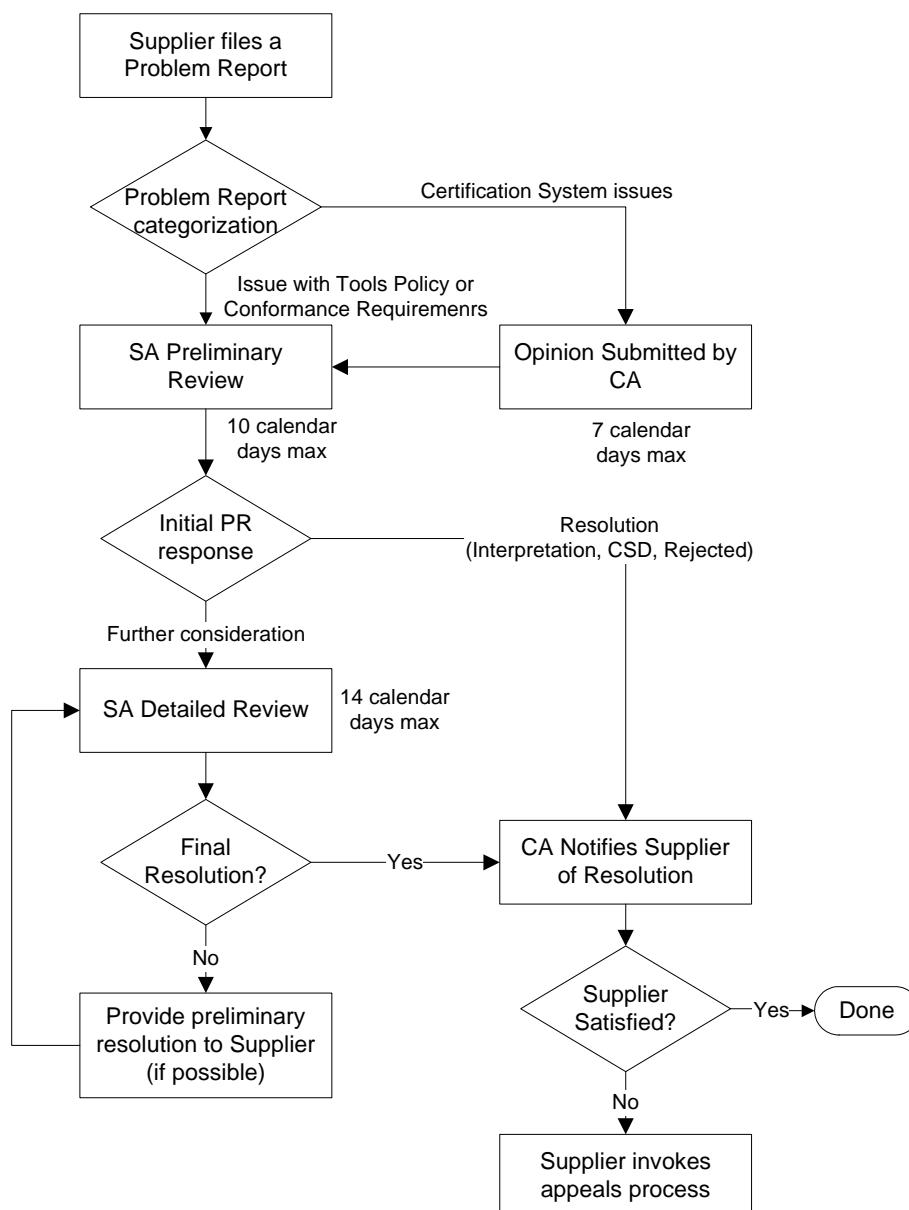 Supplier files a
Problem Report
Problem Report
categorization
Certification System issues
Issue with Tools Policy or
Conformance Requiremenrs
SA Preliminary
Review
Opinion Submitted by
CA
10 calendar
days max
7 calendar
days max
Initial PR
response
Resolution
(Interpretation, CSD, Rejected)
Further consideration
SA Detailed Review
14 calendar
days max
Final
Resolution?
Yes
CA Notifies Supplier
of Resolution
No
Provide preliminary
resolution to Supplier
(if possible)
Supplier
Satisfied?
Yes
Done
No
Supplier invokes
appeals process